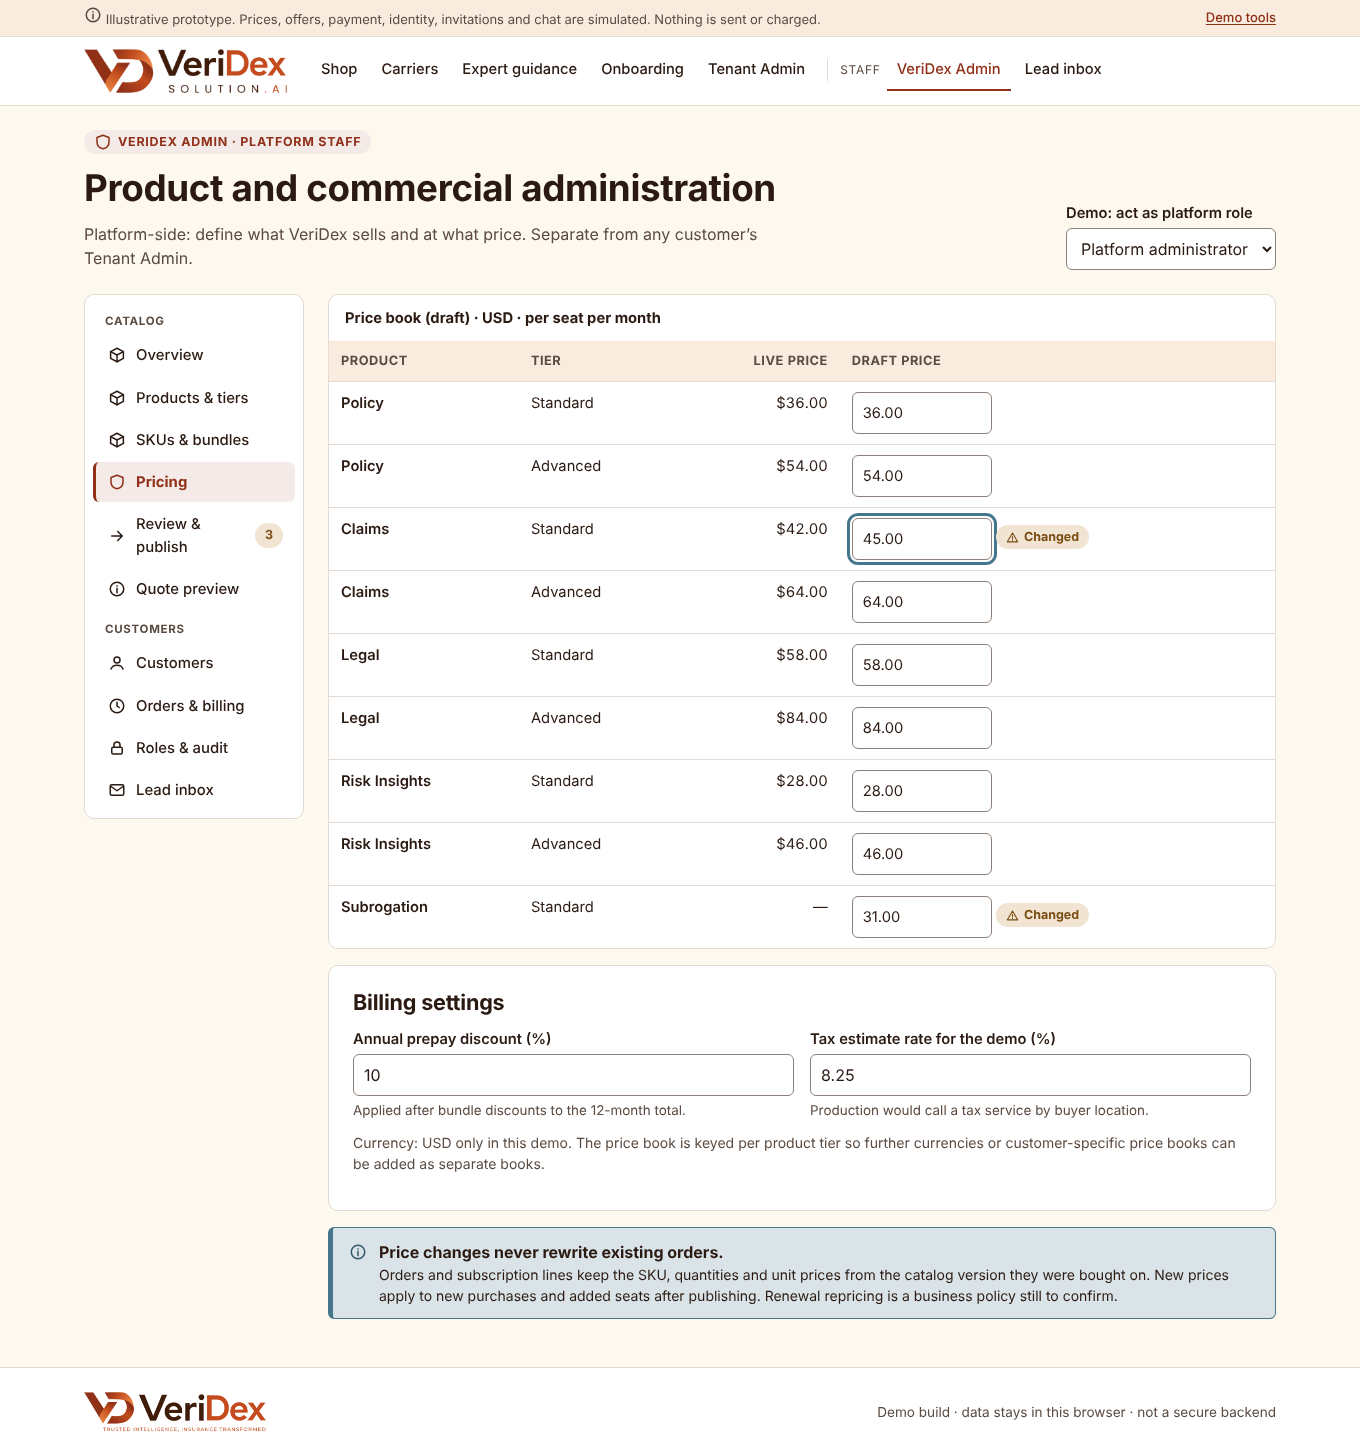 Illustrative prototype. Prices, offers, payment, identity, invitations and chat are simulated. Nothing is sent or charged.
Demo tools
VeriDex
SOLUTION.AI
Shop
Carriers
Expert guidance
Onboarding
Tenant Admin
STAFF
VeriDex Admin
Lead inbox
VERIDEX ADMIN · PLATFORM STAFF
Product and commercial administration
Platform-side: define what VeriDex sells and at what price. Separate from any customer’s
Tenant Admin.
Demo: act as platform role
Platform administrator
CATALOG
Overview
Products & tiers
SKUs & bundles
Pricing
Review &
publish
3
Quote preview
CUSTOMERS
Customers
Orders & billing
Roles & audit
Lead inbox
Price book (draft) · USD · per seat per month
PRODUCT TIER LIVE PRICE DRAFT PRICE
Policy Standard $36.00 36.00
Policy Advanced $54.00 54.00
Claims Standard $42.00 45.00 Changed
Claims Advanced $64.00 64.00
Legal Standard $58.00 58.00
Legal Advanced $84.00 84.00
Risk Insights Standard $28.00 28.00
Risk Insights Advanced $46.00 46.00
Subrogation Standard — 31.00 Changed
Billing settings
Annual prepay discount (%)
10
Applied after bundle discounts to the 12-month total.
Tax estimate rate for the demo (%)
8.25
Production would call a tax service by buyer location.
Currency: USD only in this demo. The price book is keyed per product tier so further currencies or customer-specific price books can
be added as separate books.
Price changes never rewrite existing orders.
Orders and subscription lines keep the SKU, quantities and unit prices from the catalog version they were bought on. New prices
apply to new purchases and added seats after publishing. Renewal repricing is a business policy still to confirm.
VeriDex
TRUSTED INTELLIGENCE, INSURANCE TRANSFORMED
Demo build · data stays in this browser · not a secure backend